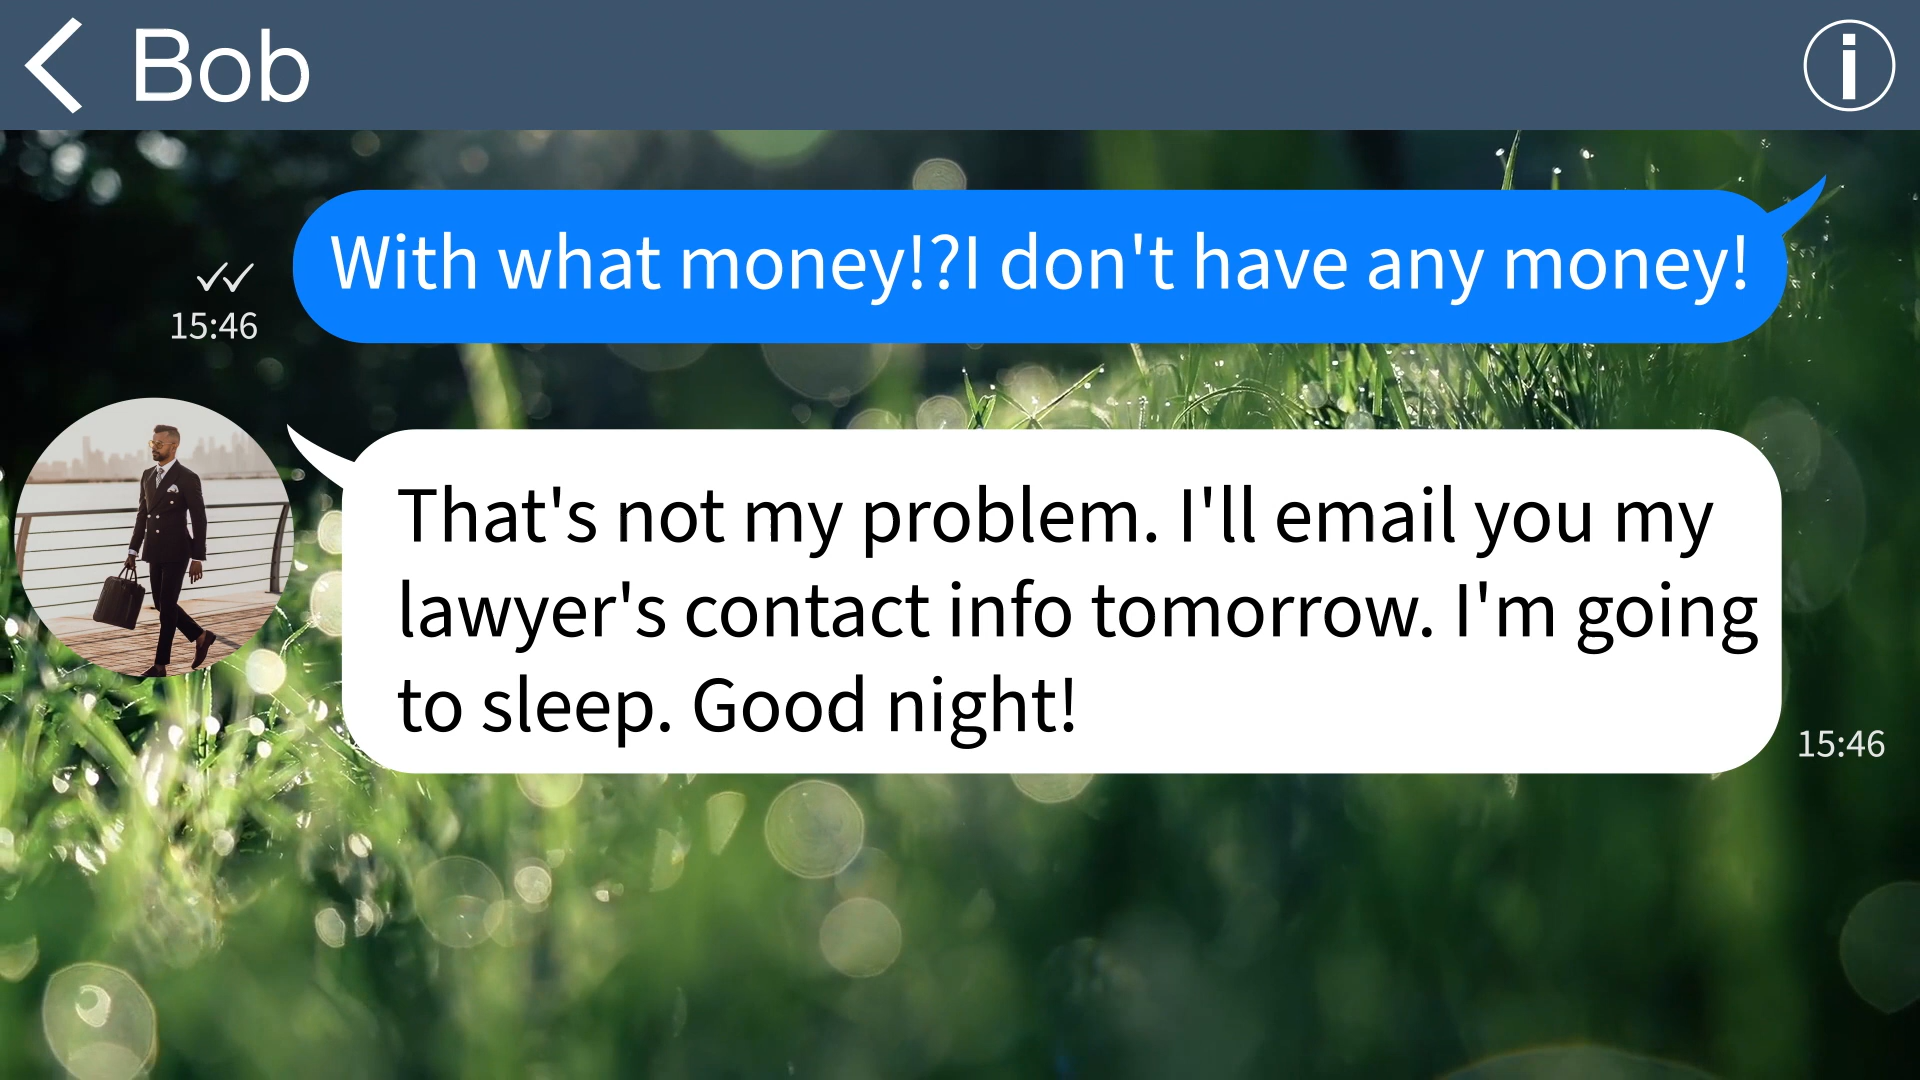 Bob
With what money!?I don't have any money!
15:46
That's not my problem. I'll email you my
lawyer's contact info tomorrow. I'm going
to sleep. Good night!
15:46